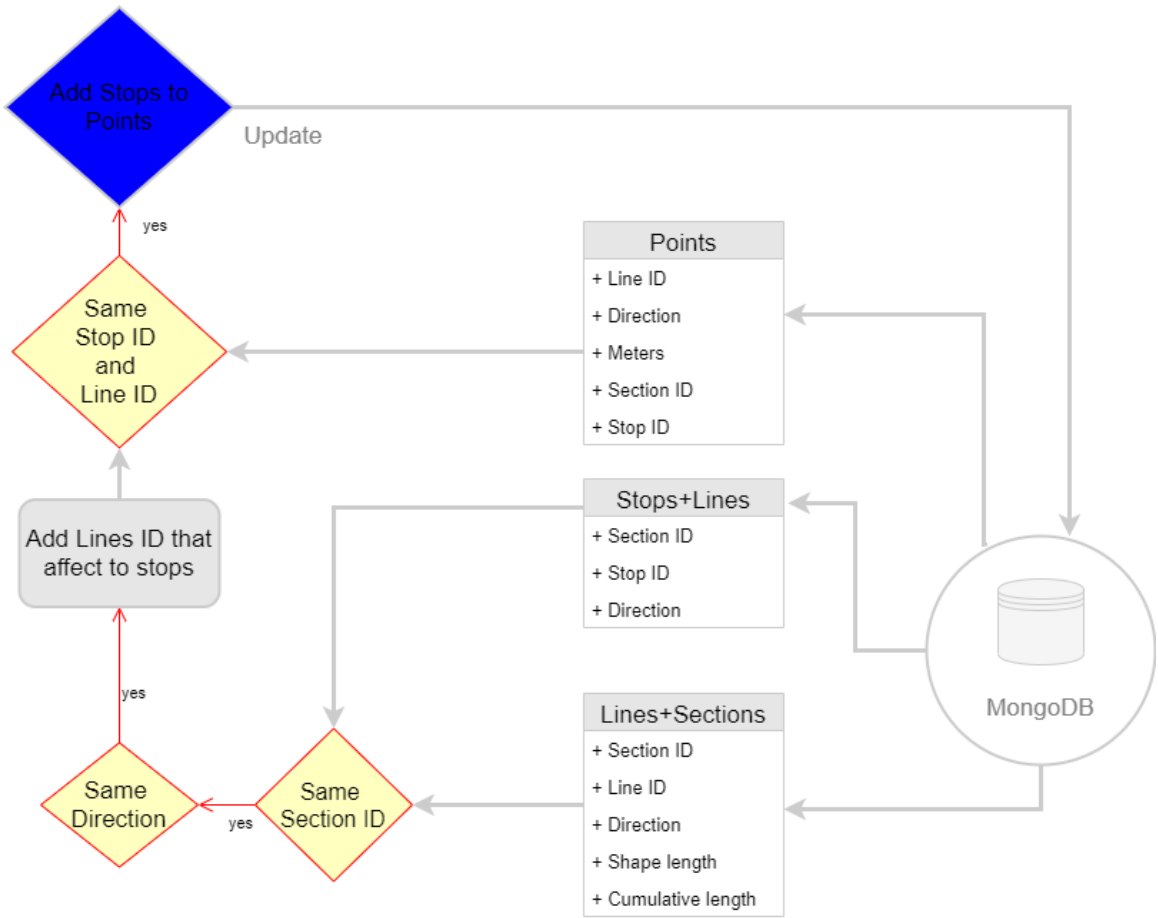 Add Stops to
Points
Update
yes
Same
Stop ID
and
Line ID
Points
+ Line ID
+ Direction
+ Meters
+ Section ID
+ Stop ID
Add Lines ID that
affect to stops
Stops+Lines
+ Section ID
+ Stop ID
+ Direction
MongoDB
yes
Same
Direction
yes
Same
Section ID
Lines+Sections
+ Section ID
+ Line ID
+ Direction
+ Shape length
+ Cumulative length